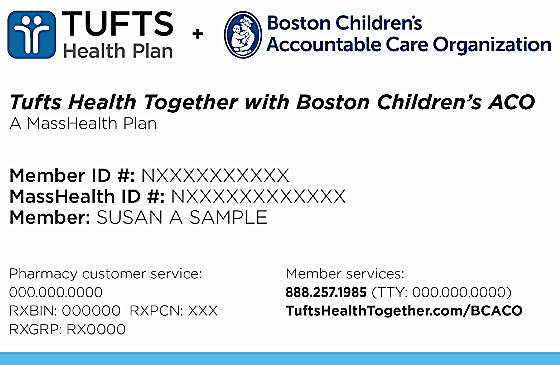 TUFTS
Health Plan
+
Boston Children's
Accountable Care Organization
Tufts Health Together with Boston Children's ACO
A MassHealth Plan
Member ID #: NXXXXXXXXXX
MassHealth ID #: NXXXXXXXXXXXX
Member: SUSAN A SAMPLE
Pharmacy customer service:
000.000.0000
RXBIN: 000000 RXPCN: XXX
RXGRP: RX0000
Member services:
888.257.1985 (TTY: 000.000.0000)
TuftsHealthTogether.com/BCACO